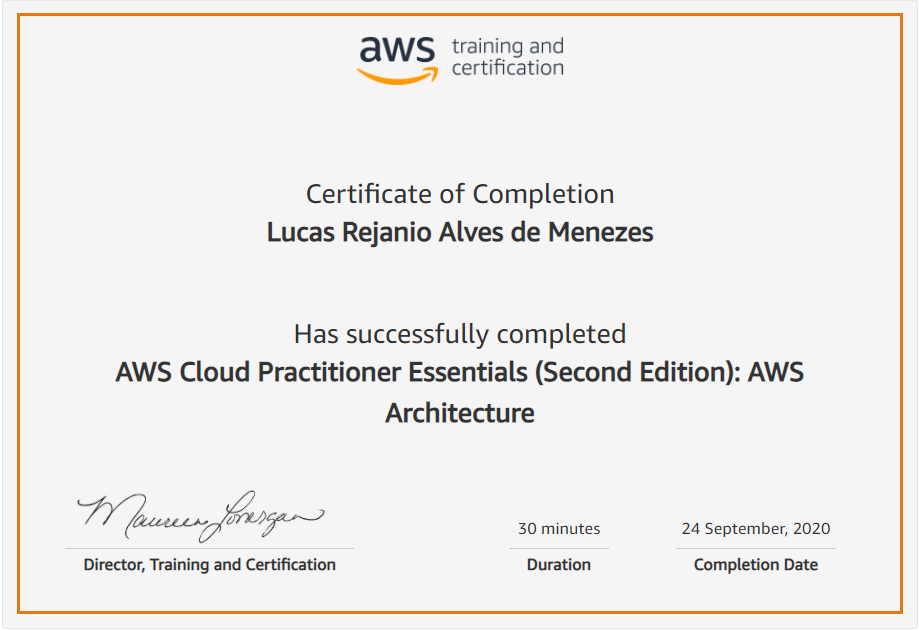 aws training and
certification
Certificate of Completion
Lucas Rejanio Alves de Menezes
Has successfully completed
AWS Cloud Practitioner Essentials (Second Edition): AWS
Architecture
Maureen Lonergan
30 minutes
24 September, 2020
Director, Training and Certification
Duration
Completion Date